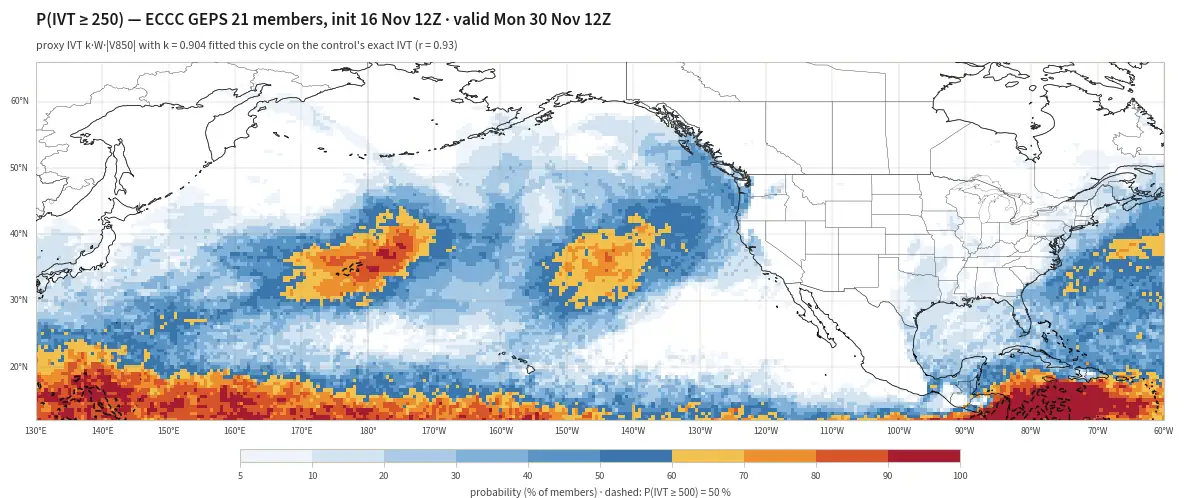 P(IVT ≥ 250) — ECCC GEPS 21 members, init 16 Nov 12Z · valid Mon 30 Nov 12Z
proxy IVT k·W·|V850| with k = 0.904 fitted this cycle on the control's exact IVT (r = 0.93)
60°N
50°N
40°N
30°N
20°N
130°E 140°E 150°E 160°E 170°E 180° 170°W 160°W 150°W 140°W 130°W 120°W 110°W 100°W 90°W 80°W 70°W 60°W
5 10 20 30 40 50 60 70 80 90 100
probability (% of members) · dashed: P(IVT ≥ 500) = 50 %